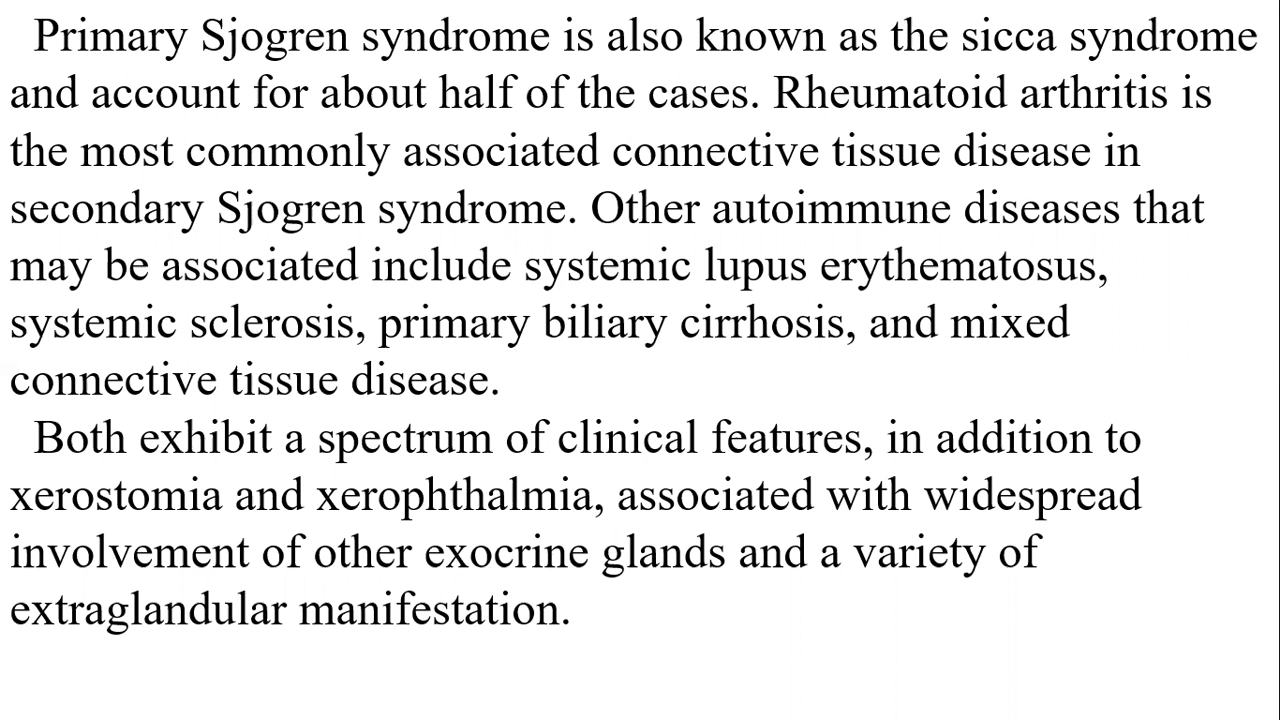 Primary Sjogren syndrome is also known as the sicca syndrome
and account for about half of the cases. Rheumatoid arthritis is
the most commonly associated connective tissue disease in
secondary Sjogren syndrome. Other autoimmune diseases that
may be associated include systemic lupus erythematosus,
systemic sclerosis, primary biliary cirrhosis, and mixed
connective tissue disease.
Both exhibit a spectrum of clinical features, in addition to
xerostomia and xerophthalmia, associated with widespread
involvement of other exocrine glands and a variety of
extraglandular manifestation.